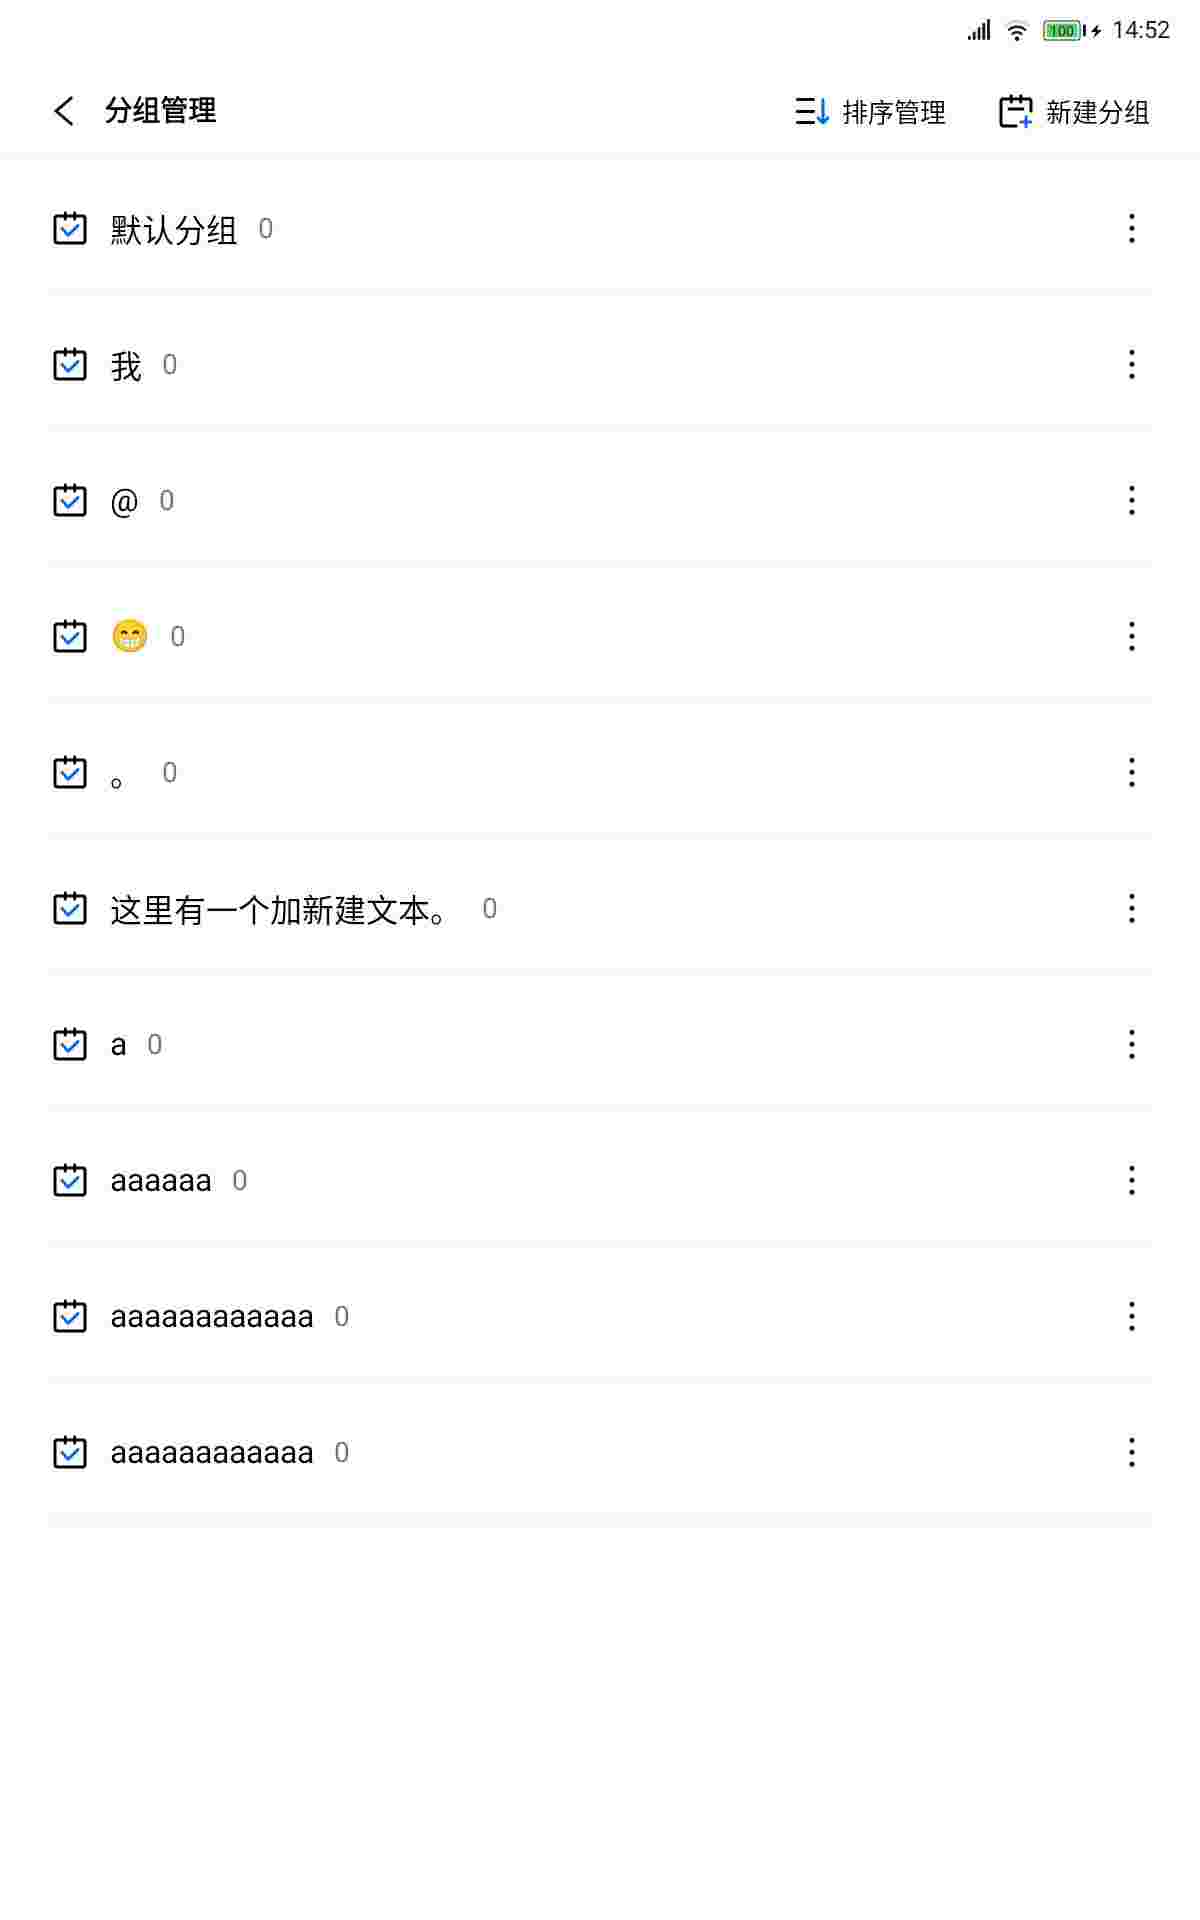 100 14:52
分组管理 排序管理 新建分组
默认分组 0
我 0
@ 0
😁 0
。 0
这里有一个加新建文本。 0
a 0
aaaaaa 0
aaaaaaaaaaaa 0
aaaaaaaaaaaa 0